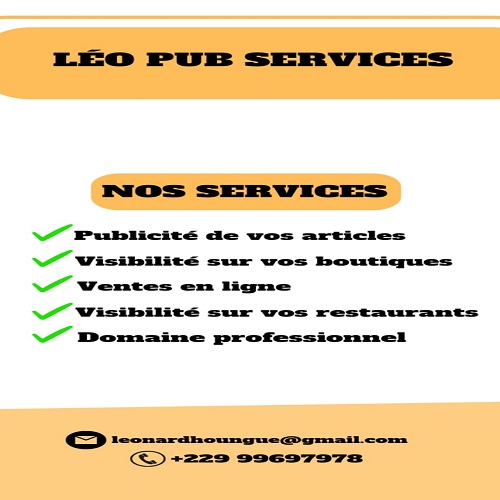 LÉO PUB SERVICES
NOS SERVICES
Publicité de vos articles
Visibilité sur vos boutiques
Ventes en ligne
Visibilité sur vos restaurants
Domaine professionnel
leonardhoungue@gmail.com
+229 99697978